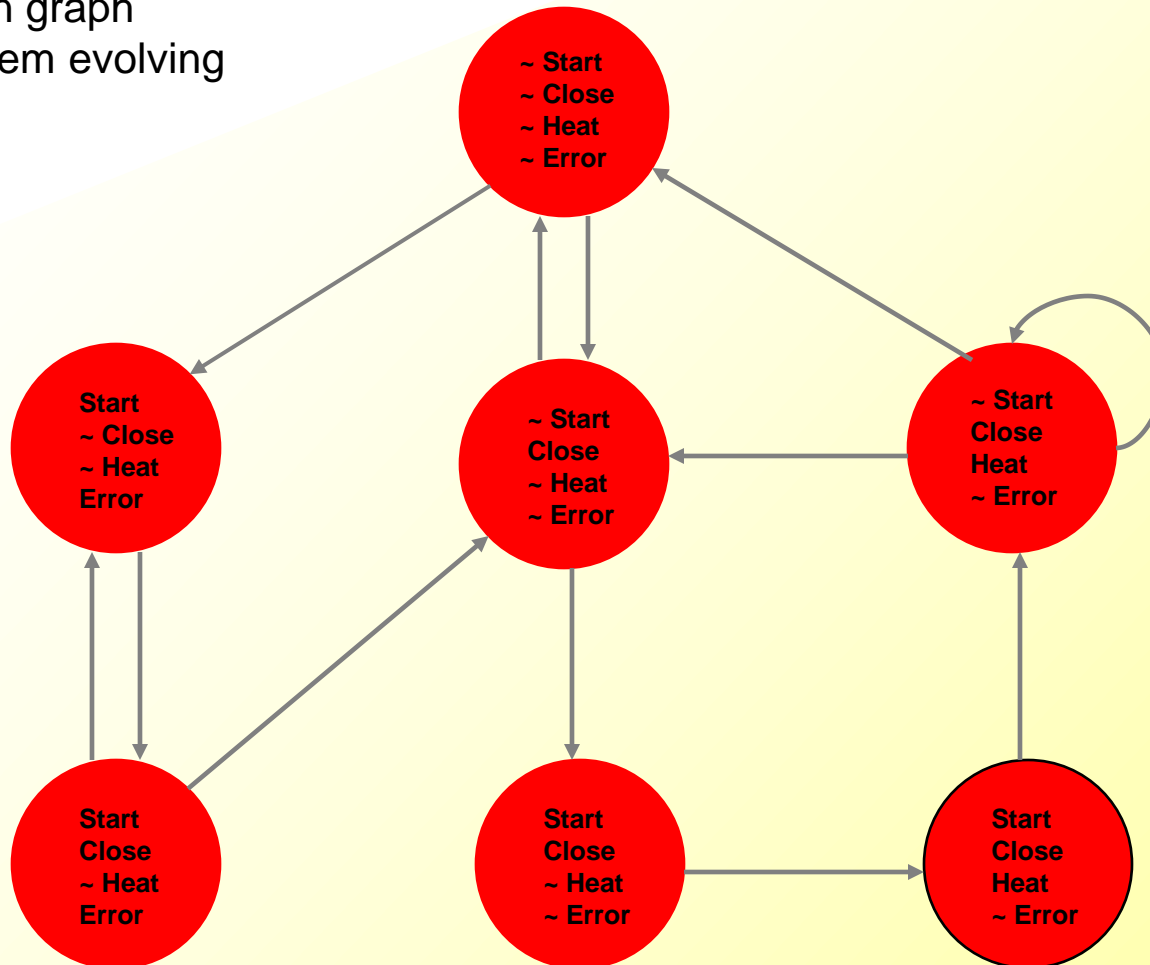 graph
evolving
~ Start
~ Close
~ Heat
~ Error
Start
~ Close
~ Heat
Error
~ Start
Close
~ Heat
~ Error
~ Start
Close
Heat
~ Error
Start
Close
~ Heat
Error
Start
Close
~ Heat
~ Error
Start
Close
Heat
~ Error